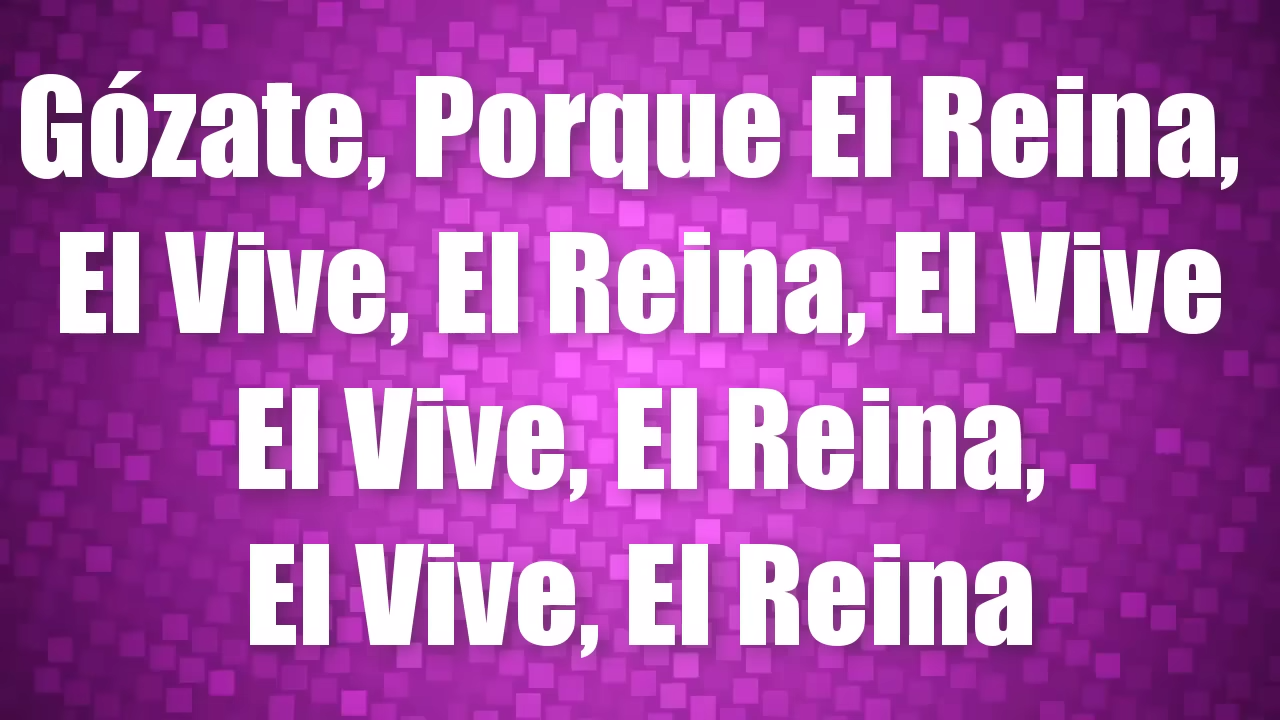 Gózate, Porque El Reina,
El Vive, El Reina, El Vive
El Vive, El Reina,
El Vive, El Reina